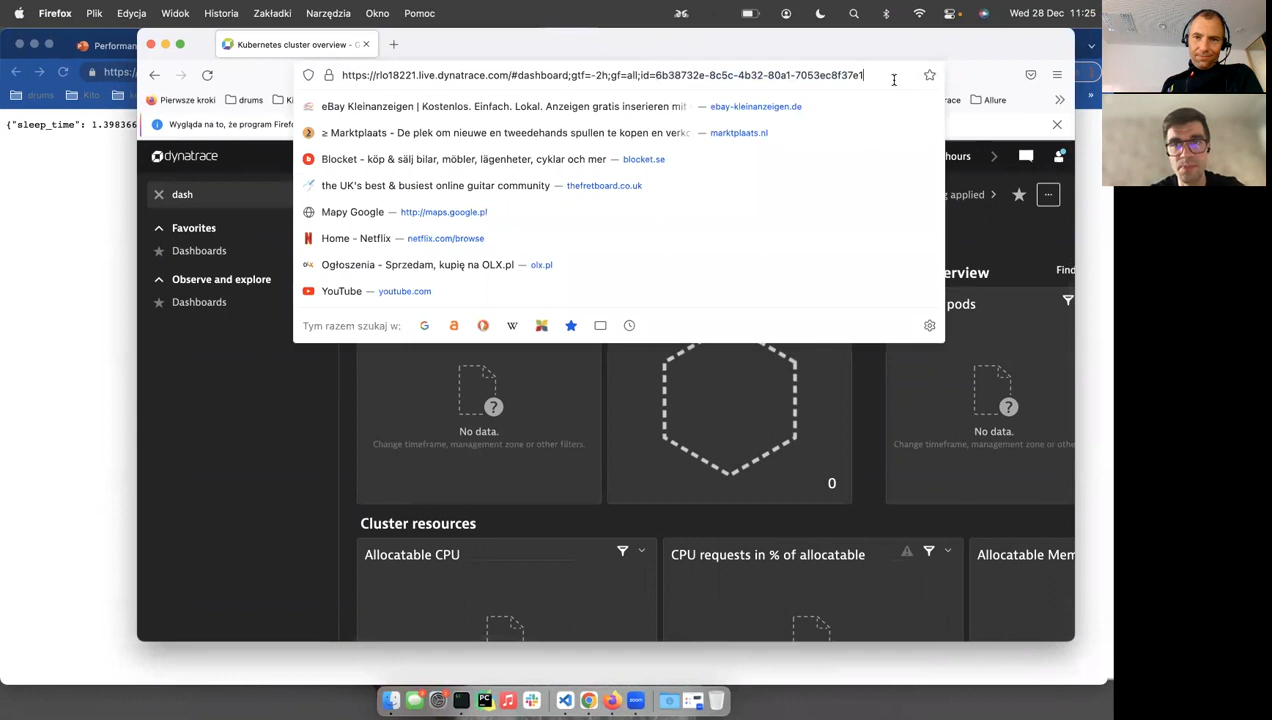 Firefox Plik Edycja Widok Historia Zakładki Narzędzia Okno Pomoc Wed 28 Dec 11:25
Performan
Kubernetes cluster overview - G
https:/
https://rlo18221.live.dynatrace.com/#dashboard;gtf=-2h;gf=all;id=6b38732e-8c5c-4b32-80a1-7053ec8f37e1
drums Kito
Pierwsze kroki drums Allure
{"sleep_time": 1.398366
Wygląda na to, że program Firef
eBay Kleinanzeigen | Kostenlos. Einfach. Lokal. Anzeigen gratis inserieren mit — ebay-kleinanzeigen.de
≥ Marktplaats - De plek om nieuwe en tweedehands spullen te kopen en verko — marktplaats.nl
Blocket - köp & sälj bilar, möbler, lägenheter, cyklar och mer — blocket.se
the UK's best & busiest online guitar community — thefretboard.co.uk
Mapy Google — http://maps.google.pl
Home - Netflix — netflix.com/browse
Ogłoszenia - Sprzedam, kupię na OLX.pl — olx.pl
YouTube — youtube.com
Tym razem szukaj w:
dynatrace
hours
dash
g applied
Favorites
Dashboards
Observe and explore
Dashboards
erview
Find
pods
No data.
Change timeframe, management zone or other filters.
0
No data.
Change timeframe, management zone or other filters.
Cluster resources
Allocatable CPU
CPU requests in % of allocatable
Allocatable Mem